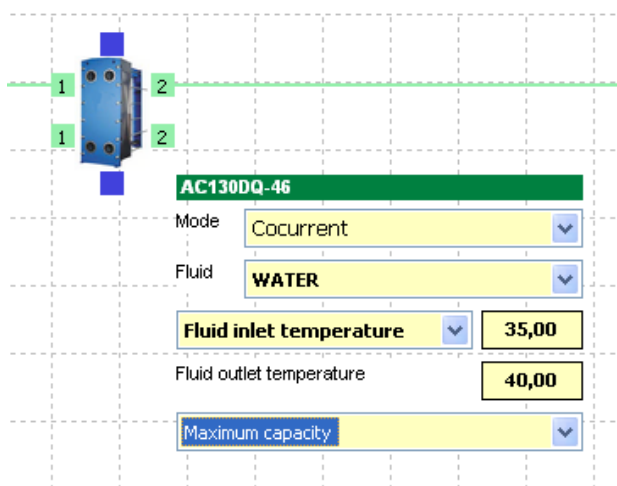 1 2
1 2
AC130DQ-46
Mode Cocurrent
Fluid WATER
Fluid inlet temperature 35,00
Fluid outlet temperature 40,00
Maximum capacity